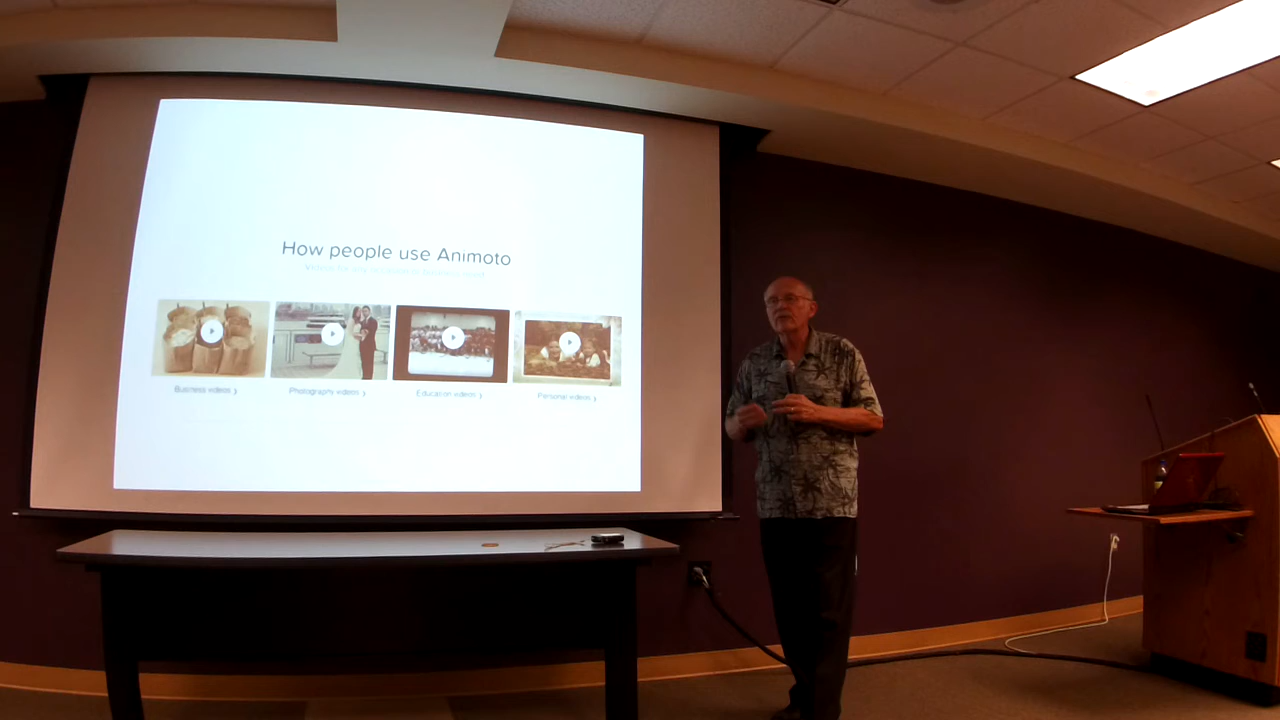 How people use Animoto
Business videos ❯
Photography videos ❯
Education videos ❯
Personal videos ❯